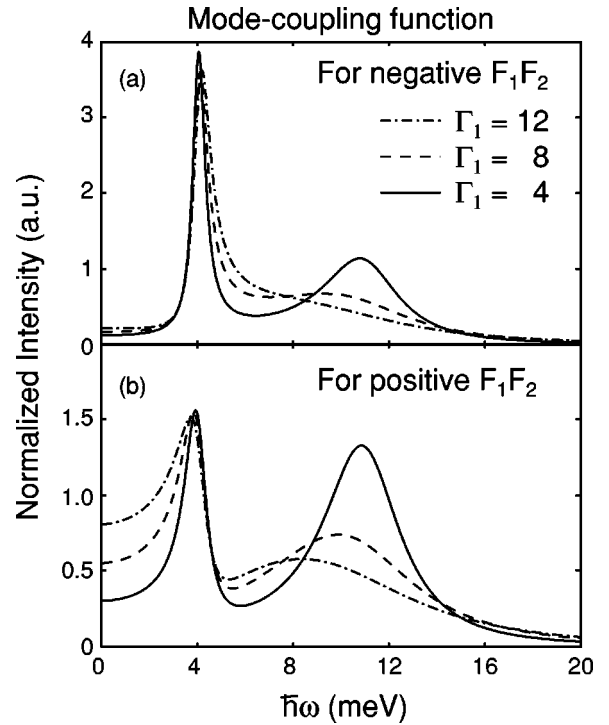 Mode-coupling function
(a)
For negative F₁F₂
Γ₁ = 12
Γ₁ = 8
Γ₁ = 4
4
3
2
1
0
(b)
For positive F₁F₂
1.5
1.0
0.5
0
0 4 8 12 16 20
ħω (meV)
Normalized Intensity (a.u.)